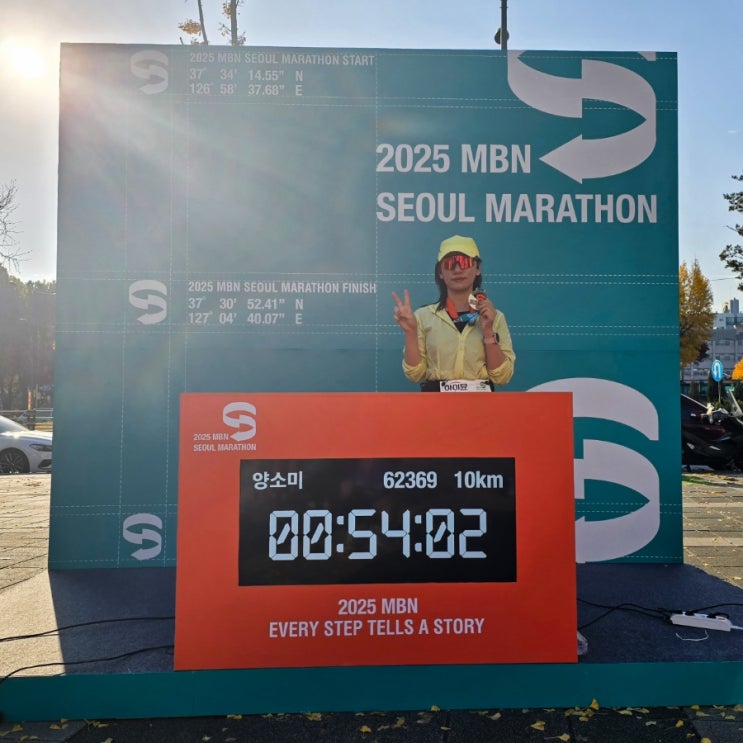 2025 MBN SEOUL MARATHON START
37° 34' 14.55" N
126° 58' 37.68" E
2025 MBN
SEOUL MARATHON
2025 MBN SEOUL MARATHON FINISH
37° 30' 52.41" N
127° 04' 40.07" E
2025 MBN
SEOUL MARATHON
양소미 62369 10km
00:54:02
2025 MBN
EVERY STEP TELLS A STORY